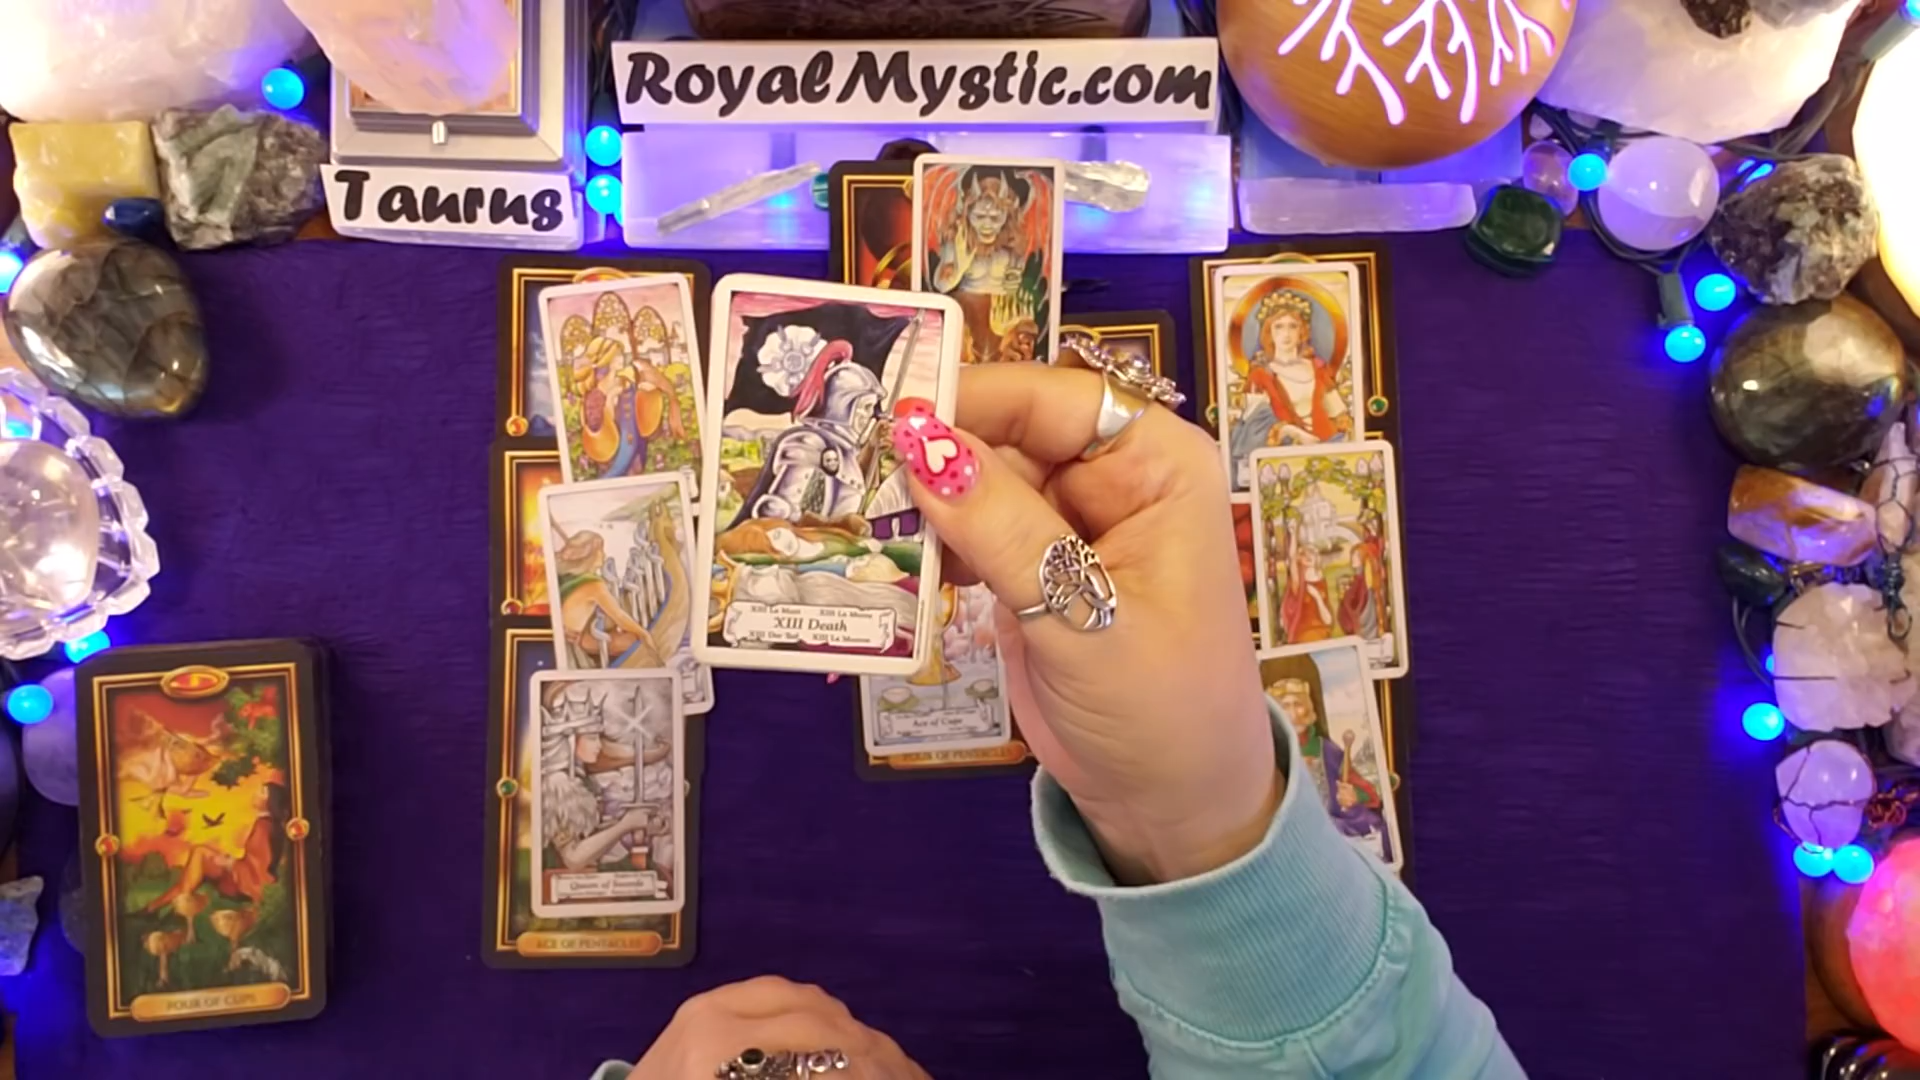 RoyalMystic.com
Taurus
XIII La Mort XIII La Muerte
XIII Death
XIII Der Tod XIII La Morte
Ace of Cups
FOUR OF PENTACLES
Queen of Swords
ACE OF PENTACLES
FOUR OF CUPS